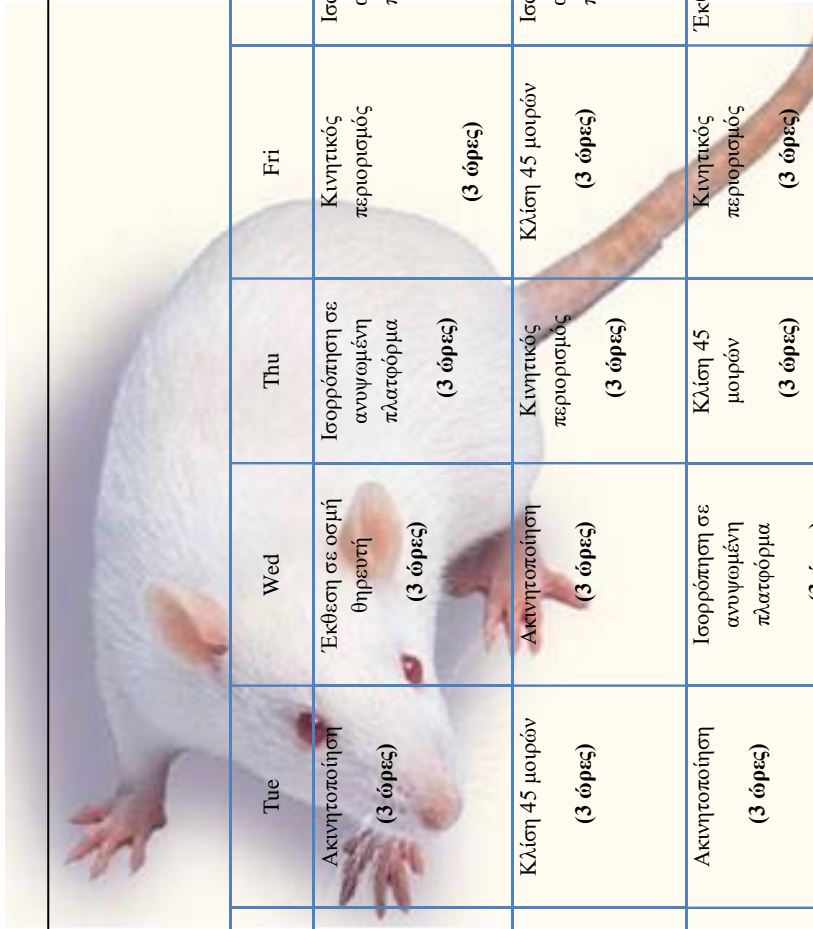 Tue
Wed
Thu
Fri
Ακινητοποίηση
(3 ώρες)
Έκθεση σε οσμή
θηρευτή
(3 ώρες)
Ισορρόπηση σε
ανυψωμένη
πλατφόρμα
(3 ώρες)
Κινητικός
περιορισμός
(3 ώρες)
Κλίση 45 μοιρών
(3 ώρες)
Ακινητοποίηση
(3 ώρες)
Κινητικός
περιορισμός
(3 ώρες)
Κλίση 45 μοιρών
(3 ώρες)
Ακινητοποίηση
(3 ώρες)
Ισορρόπηση σε
ανυψωμένη
πλατφόρμα
Κλίση 45
μοιρών
(3 ώρες)
Κινητικός
περιορισμός
(3 ώρες)